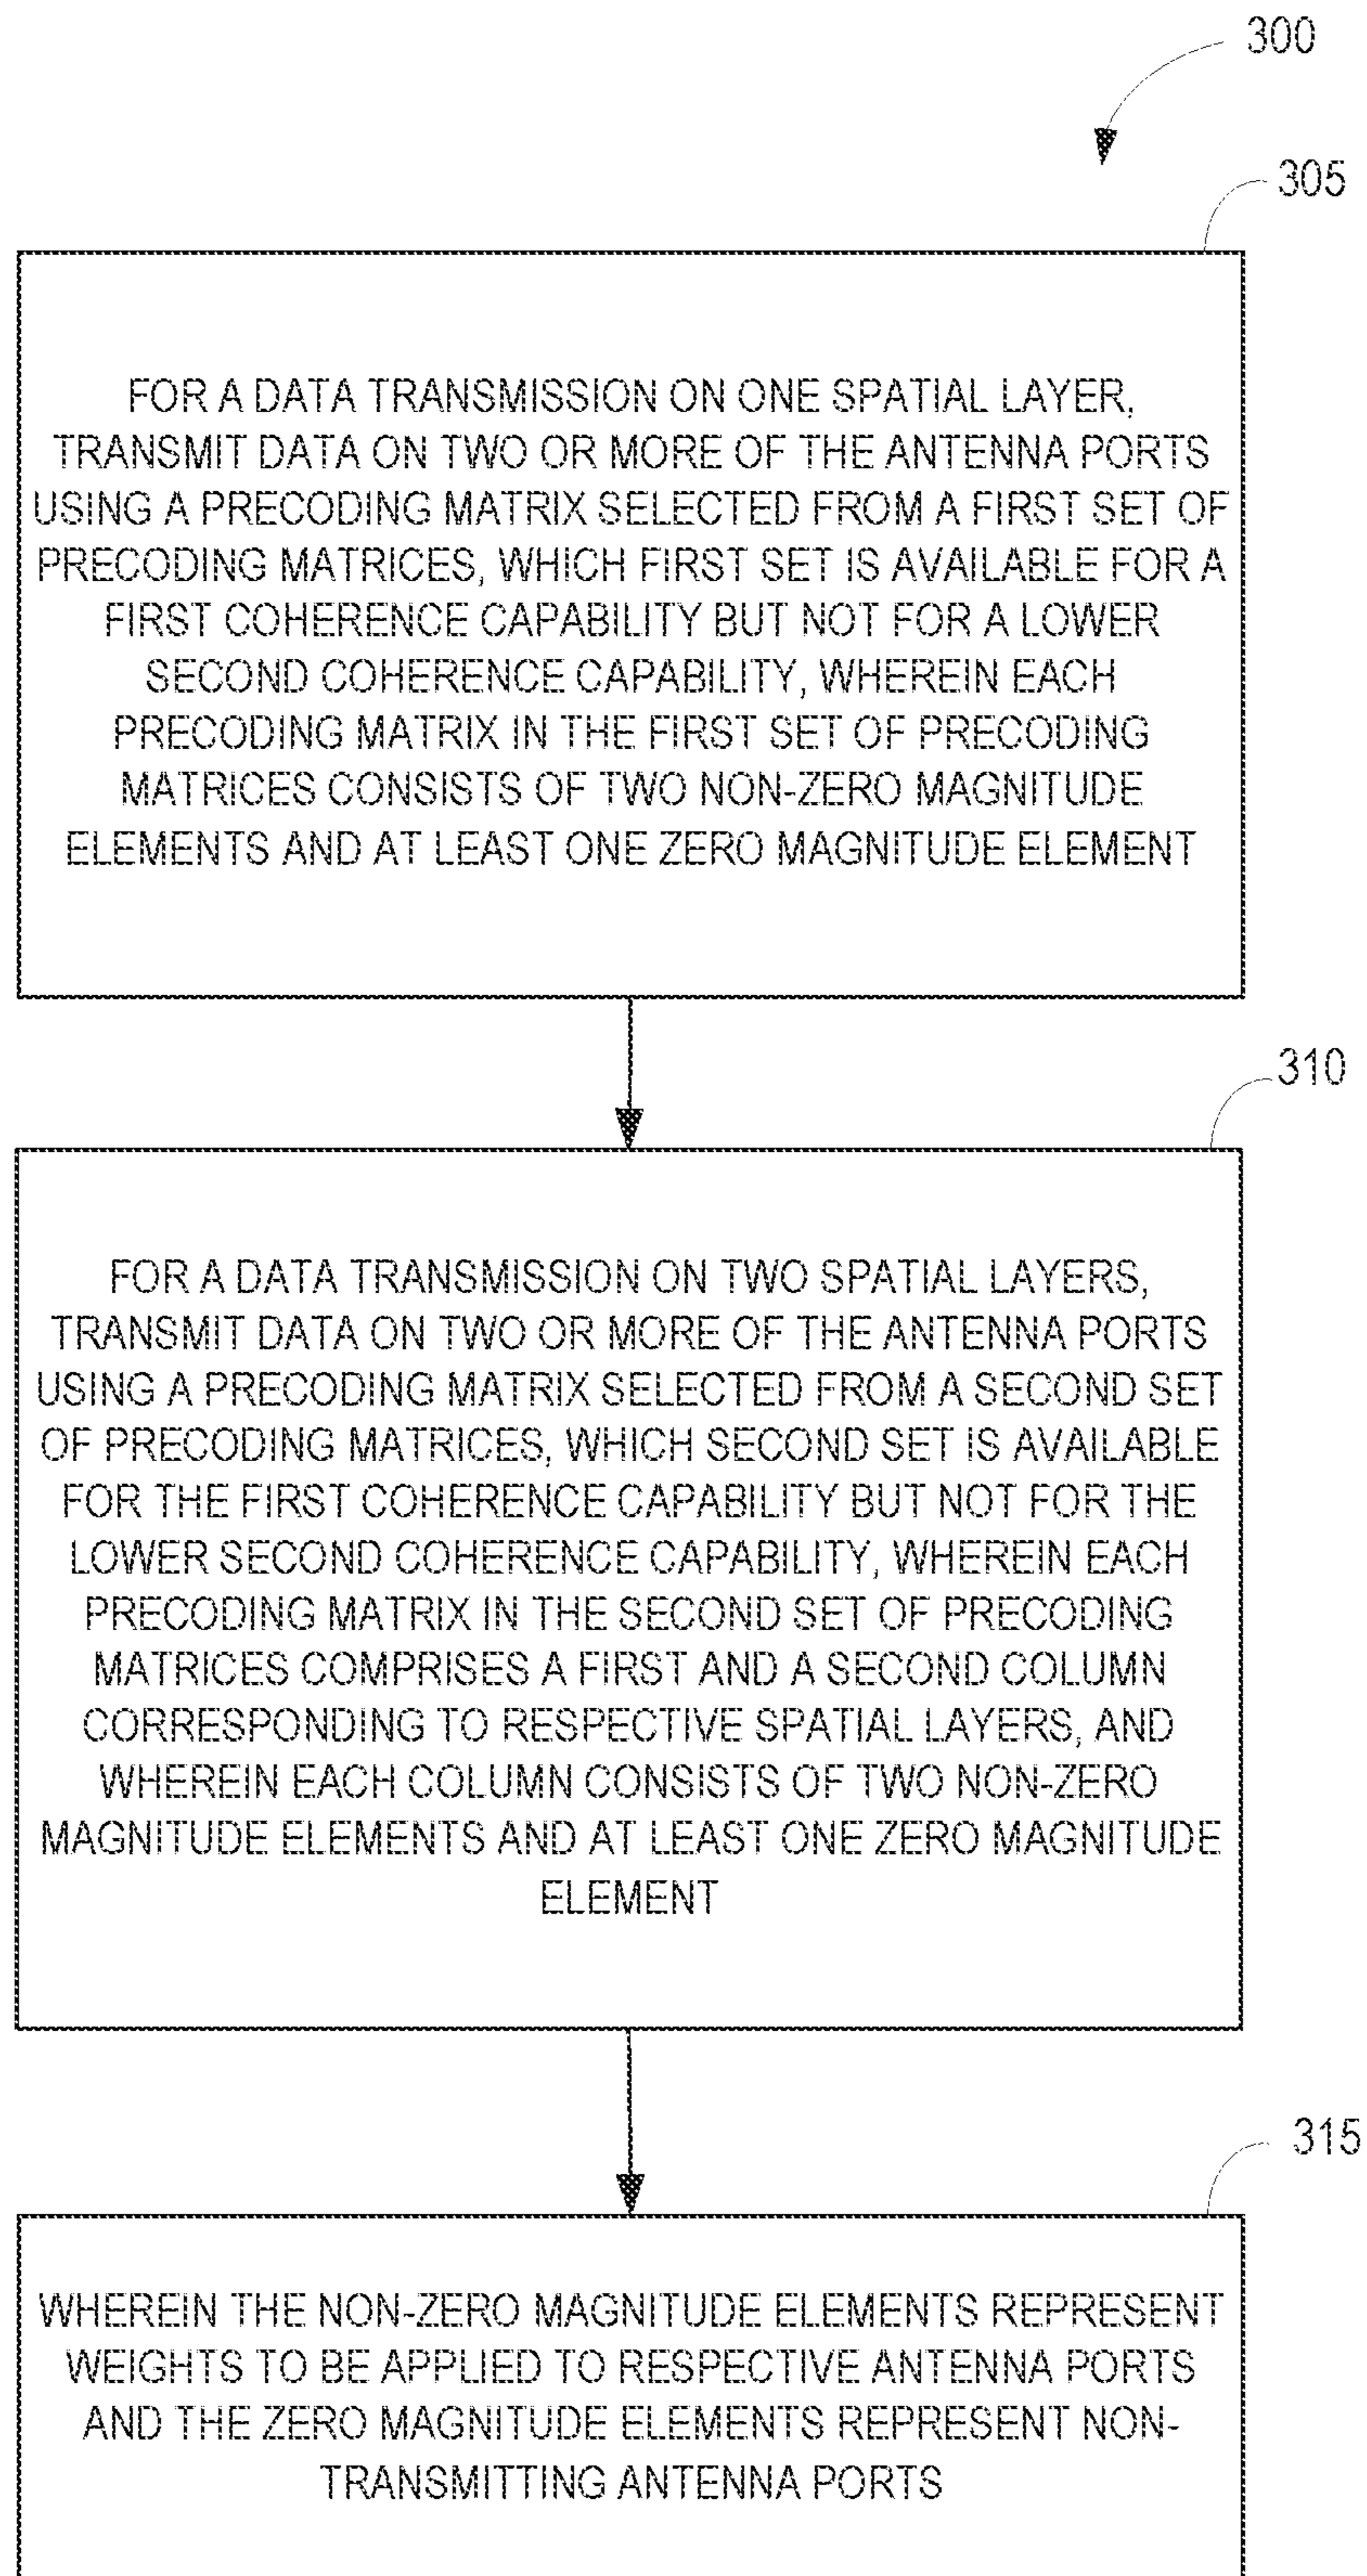 300
305
FOR A DATA TRANSMISSION ON ONE SPATIAL LAYER,
TRANSMIT DATA ON TWO OR MORE OF THE ANTENNA PORTS
USING A PRECODING MATRIX SELECTED FROM A FIRST SET OF
PRECODING MATRICES, WHICH FIRST SET IS AVAILABLE FOR A
FIRST COHERENCE CAPABILITY BUT NOT FOR A LOWER
SECOND COHERENCE CAPABILITY, WHEREIN EACH
PRECODING MATRIX IN THE FIRST SET OF PRECODING
MATRICES CONSISTS OF TWO NON-ZERO MAGNITUDE
ELEMENTS AND AT LEAST ONE ZERO MAGNITUDE ELEMENT
310
FOR A DATA TRANSMISSION ON TWO SPATIAL LAYERS,
TRANSMIT DATA ON TWO OR MORE OF THE ANTENNA PORTS
USING A PRECODING MATRIX SELECTED FROM A SECOND SET
OF PRECODING MATRICES, WHICH SECOND SET IS AVAILABLE
FOR THE FIRST COHERENCE CAPABILITY BUT NOT FOR THE
LOWER SECOND COHERENCE CAPABILITY, WHEREIN EACH
PRECODING MATRIX IN THE SECOND SET OF PRECODING
MATRICES COMPRISES A FIRST AND A SECOND COLUMN
CORRESPONDING TO RESPECTIVE SPATIAL LAYERS, AND
WHEREIN EACH COLUMN CONSISTS OF TWO NON-ZERO
MAGNITUDE ELEMENTS AND AT LEAST ONE ZERO MAGNITUDE
ELEMENT
315
WHEREIN THE NON-ZERO MAGNITUDE ELEMENTS REPRESENT
WEIGHTS TO BE APPLIED TO RESPECTIVE ANTENNA PORTS
AND THE ZERO MAGNITUDE ELEMENTS REPRESENT NON-
TRANSMITTING ANTENNA PORTS